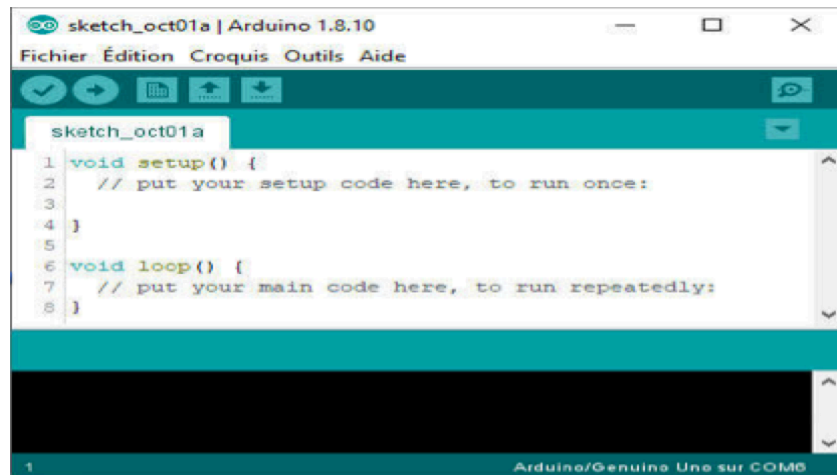 sketch_oct01a | Arduino 1.8.10
Fichier Édition Croquis Outils Aide
sketch_oct01a
1 void setup() {
2 // put your setup code here, to run once:
3
4 }
5
6 void loop() {
7 // put your main code here, to run repeatedly:
8 }
1 Arduino/Genuino Uno sur COM6